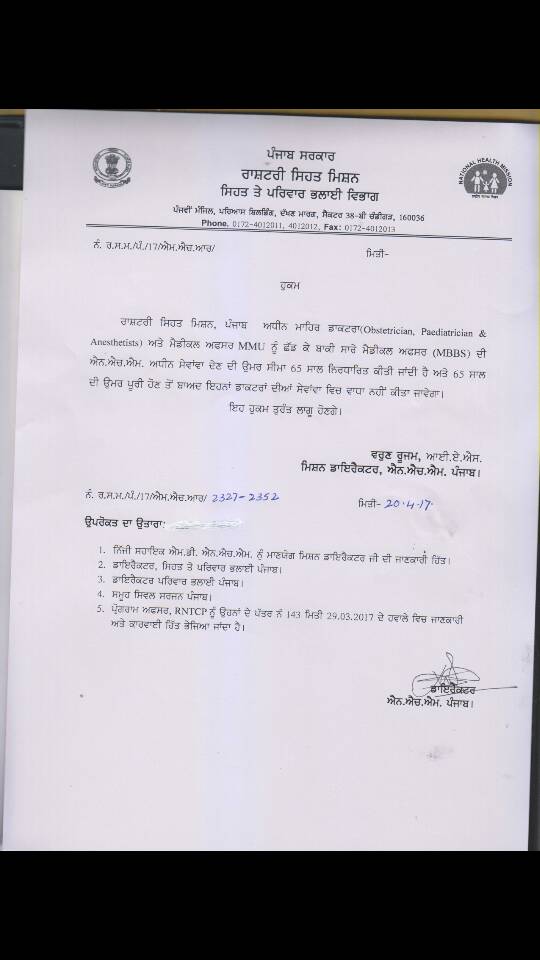 ਪੰਜਾਬ ਸਰਕਾਰ
ਰਾਸ਼ਟਰੀ ਸਿਹਤ ਮਿਸ਼ਨ
ਸਿਹਤ ਤੇ ਪਰਿਵਾਰ ਭਲਾਈ ਵਿਭਾਗ
ਪੰਜਵੀਂ ਮੰਜਿਲ, ਪਰਿਆਸ ਬਿਲਡਿੰਗ, ਦੱਖਣ ਮਾਰਗ, ਸੈਕਟਰ 38-ਬੀ ਚੰਡੀਗੜ, 160036
Phone. 0172-4012011, 4012012, Fax: 0172-4012013
NATIONAL HEALTH MISSION
ਨੰ. ਰ.ਸ.ਮ./ਪੰ./17/ਐਮ.ਐਚ.ਆਰ/ ਮਿਤੀ-
ਹੁਕਮ
ਰਾਸ਼ਟਰੀ ਸਿਹਤ ਮਿਸ਼ਨ, ਪੰਜਾਬ ਅਧੀਨ ਮਾਹਿਰ ਡਾਕਟਰਾ(Obstetrician, Paediatrician &
Anesthetists) ਅਤੇ ਮੈਡੀਕਲ ਅਫਸਰ MMU ਨੂੰ ਛੱਡ ਕੇ ਬਾਕੀ ਸਾਰੇ ਮੈਡੀਕਲ ਅਫਸਰ (MBBS) ਦੀ
ਐਨ.ਐਚ.ਐਮ. ਅਧੀਨ ਸੇਵਾਂਵਾ ਦੇਣ ਦੀ ਉਮਰ ਸੀਮਾ 65 ਸਾਲ ਨਿਰਧਾਰਿਤ ਕੀਤੀ ਜਾਂਦੀ ਹੈ ਅਤੇ 65 ਸਾਲ
ਦੀ ਉਮਰ ਪੂਰੀ ਹੋਣ ਤੋਂ ਬਾਅਦ ਇਹਨਾਂ ਡਾਕਟਰਾਂ ਦੀਆਂ ਸੇਵਾਂਵਾ ਵਿਚ ਵਾਧਾ ਨਹੀਂ ਕੀਤਾ ਜਾਵੇਗਾ।
ਇਹ ਹੁਕਮ ਤੁਰੰਤ ਲਾਗੂ ਹੋਣਗੇ।
ਵਰੁਣ ਰੂਜਮ, ਆਈ.ਏ.ਐਸ.
ਮਿਸ਼ਨ ਡਾਇਰੈਕਟਰ, ਐਨ.ਐਚ.ਐਮ. ਪੰਜਾਬ।
ਨੰ. ਰ.ਸ.ਮ./ਪੰ./17/ਐਮ.ਐਚ.ਆਰ/ 2327-2352 ਮਿਤੀ- 20.4.17.
ਉਪਰੋਕਤ ਦਾ ਉਤਾਰਾ:
1. ਨਿੱਜੀ ਸਹਾਇਕ ਐਮ.ਡੀ. ਐਨ.ਐਚ.ਐਮ. ਨੂੰ ਮਾਣਯੋਗ ਮਿਸ਼ਨ ਡਾਇਰੈਕਟਰ ਜੀ ਦੀ ਜਾਣਕਾਰੀ ਹਿੱਤ।
2. ਡਾਇਰੈਕਟਰ, ਸਿਹਤ ਤੇ ਪਰਿਵਾਰ ਭਲਾਈ ਪੰਜਾਬ।
3. ਡਾਇਰੈਕਟਰ ਪਰਿਵਾਰ ਭਲਾਈ ਪੰਜਾਬ।
4. ਸਮੂਹ ਸਿਵਲ ਸਰਜਨ ਪੰਜਾਬ।
5. ਪ੍ਰੋਗਰਾਮ ਅਫਸਰ, RNTCP ਨੂੰ ਉਹਨਾਂ ਦੇ ਪੱਤਰ ਨੰ 143 ਮਿਤੀ 29.03.2017 ਦੇ ਹਵਾਲੇ ਵਿਚ ਜਾਣਕਾਰੀ
ਅਤੇ ਕਾਰਵਾਈ ਹਿੱਤ ਭੇਜਿਆ ਜਾਂਦਾ ਹੈ।
ਡਾਇਰੈਕਟਰ
ਐਨ.ਐਚ.ਐਮ. ਪੰਜਾਬ।